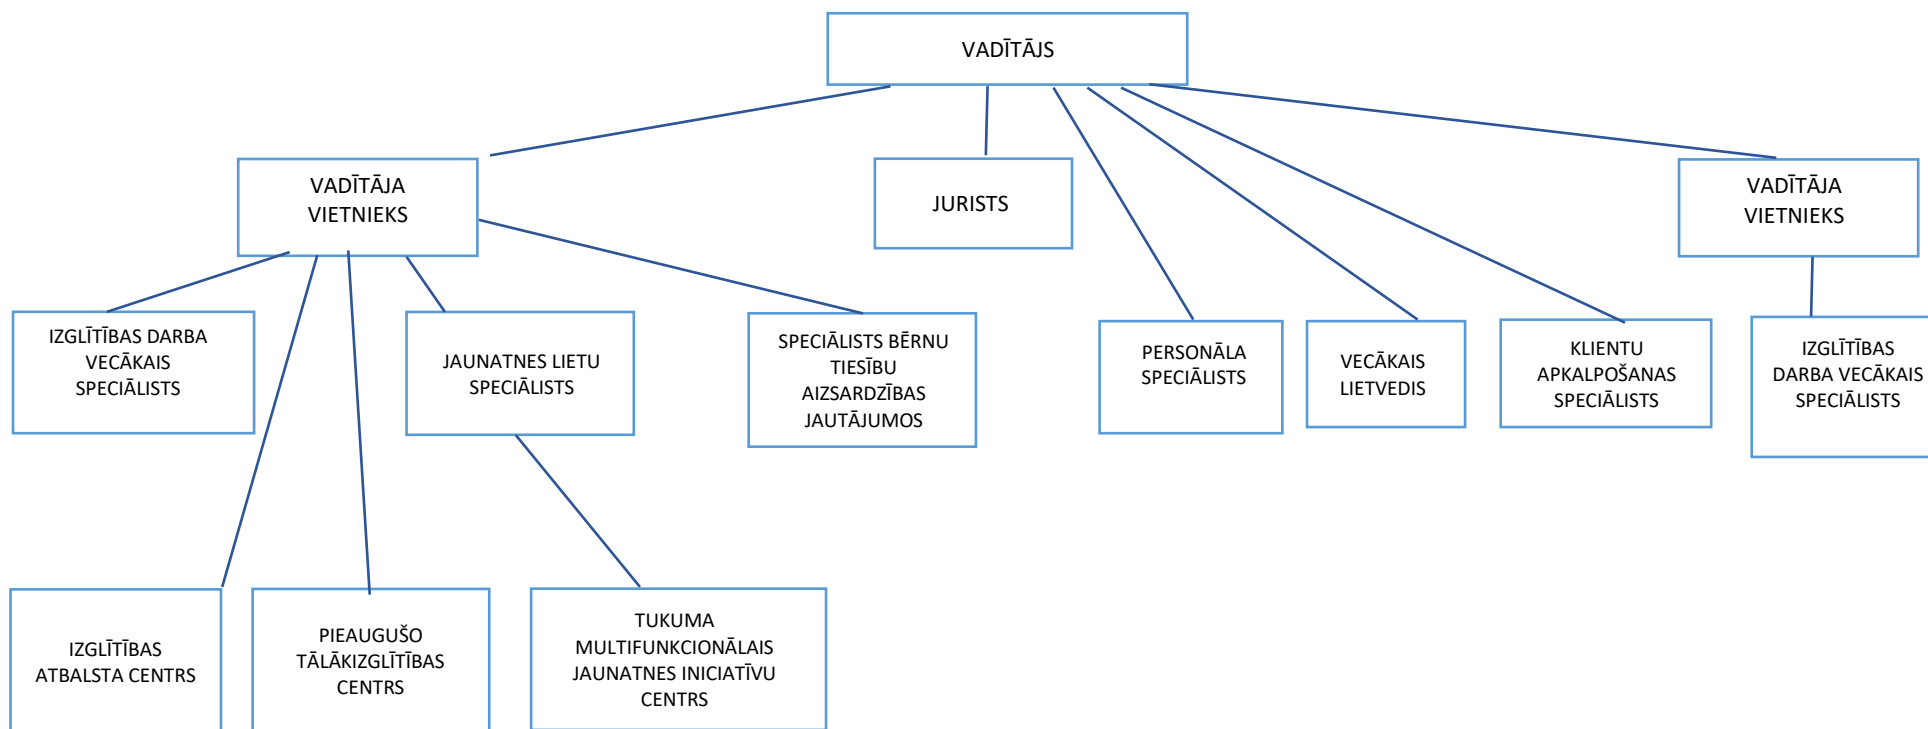 VADĪTĀJS
VADĪTĀJA
VIETNIEKS
JURISTS
VADĪTĀJA
VIETNIEKS
IZGLĪTĪBAS DARBA
VECĀKAIS
SPECIĀLISTS
JAUNATNES LIETU
SPECIĀLISTS
SPECIĀLISTS BĒRNU
TIESĪBU
AIZSARDZĪBAS
JAUTĀJUMOS
PERSONĀLA
SPECIĀLISTS
VECĀKAIS
LIETVEDIS
KLIENTU
APKALPOŠANAS
SPECIĀLISTS
IZGLĪTĪBAS
DARBA VECĀKAIS
SPECIĀLISTS
IZGLĪTĪBAS
ATBALSTA CENTRS
PIEAUGUŠO
TĀLĀKIZGLĪTĪBAS
CENTRS
TUKUMA
MULTIFUNKCIONĀLAIS
JAUNATNES INICIATĪVU
CENTRS